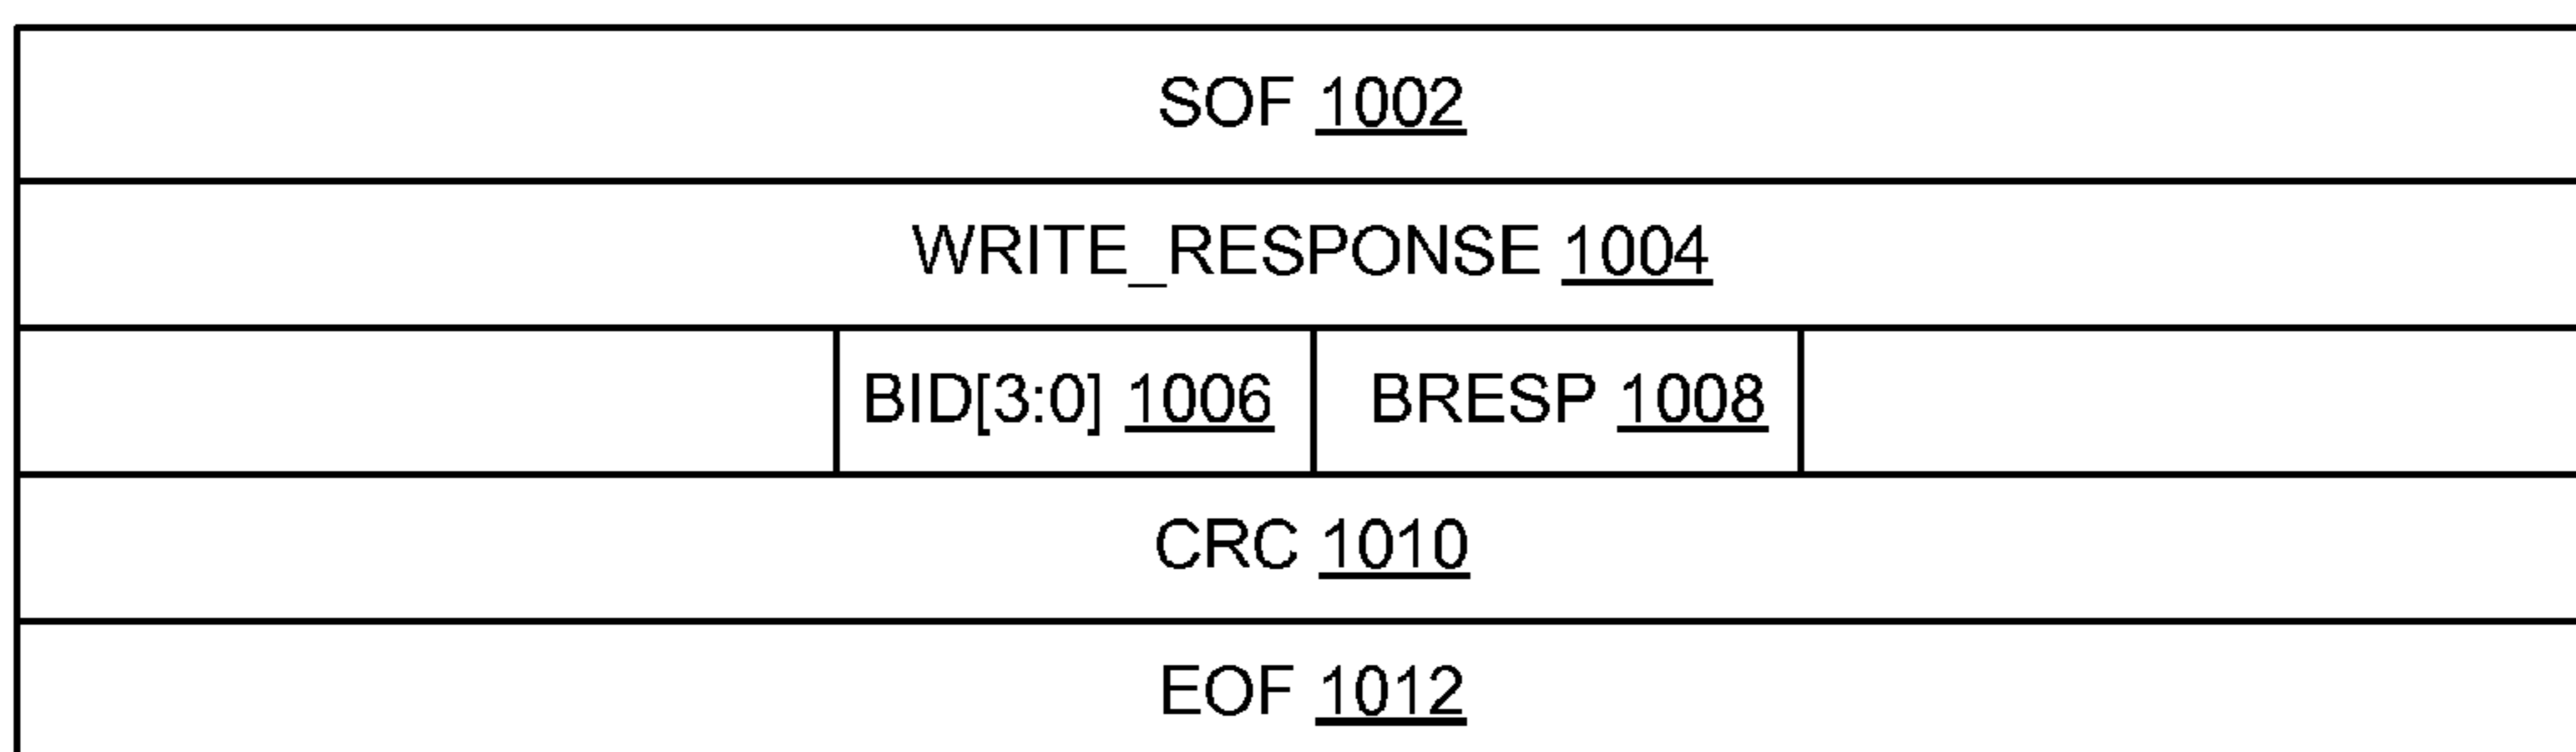 SOF 1002
WRITE_RESPONSE 1004
BID[3:0] 1006 BRESP 1008
CRC 1010
EOF 1012